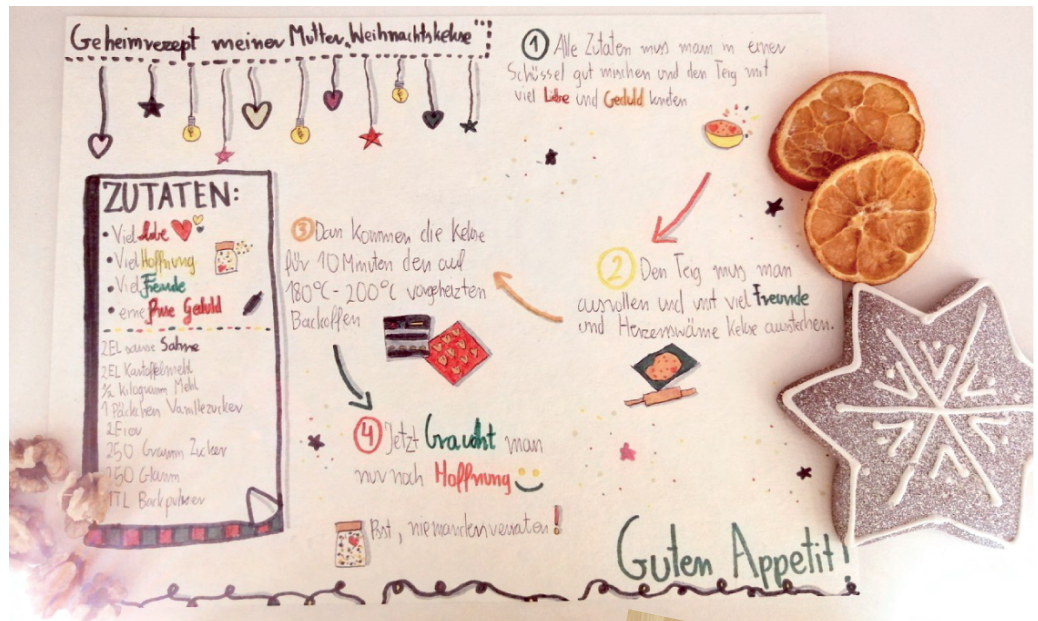 Geheimrezept meiner Mutter „Weihnachtskekse"
ZUTATEN:
• Viel Liebe
• Viel Hoffnung
• Viel Freude
• eine Prise Geduld
2EL saure Sahne
2EL Kartoffelmehl
1/2 Kilogramm Mehl
1 Päckchen Vanillezucker
2 Eier
250 Gramm Zucker
250 Gramm
1TL Backpulver
1 Alle Zutaten muss man in einer
Schüssel gut mischen und den Teig mit
viel Liebe und Geduld kneten
2 Den Teig muss man
ausrollen und mit viel Freunde
und Herzenswärme Kekse ausstechen.
3 Dan kommen die Kekse
für 10 Minuten den auf
180°C - 200°C vorgeheizten
Backoffen
4 Jetzt braucht man
nur noch Hoffnung
Psst, niemanden verraten!
Guten Appetit!